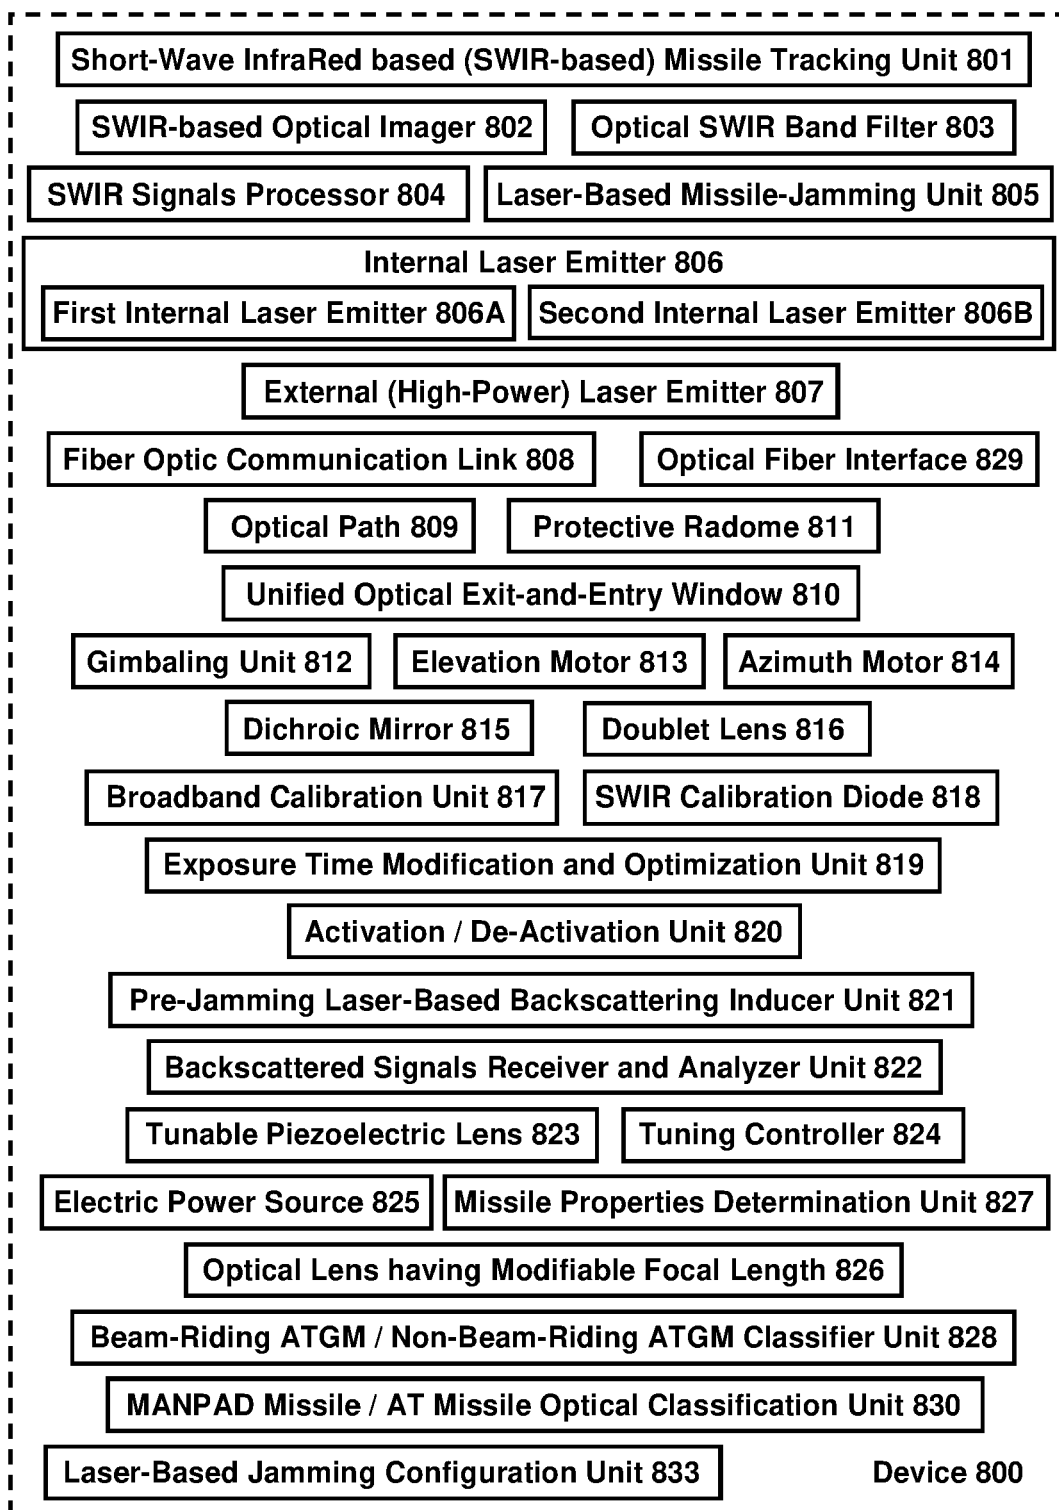 Short-Wave InfraRed based (SWIR-based) Missile Tracking Unit 801
SWIR-based Optical Imager 802 Optical SWIR Band Filter 803
SWIR Signals Processor 804 Laser-Based Missile-Jamming Unit 805
Internal Laser Emitter 806
First Internal Laser Emitter 806A Second Internal Laser Emitter 806B
External (High-Power) Laser Emitter 807
Fiber Optic Communication Link 808 Optical Fiber Interface 829
Optical Path 809 Protective Radome 811
Unified Optical Exit-and-Entry Window 810
Gimbaling Unit 812 Elevation Motor 813 Azimuth Motor 814
Dichroic Mirror 815 Doublet Lens 816
Broadband Calibration Unit 817 SWIR Calibration Diode 818
Exposure Time Modification and Optimization Unit 819
Activation / De-Activation Unit 820
Pre-Jamming Laser-Based Backscattering Inducer Unit 821
Backscattered Signals Receiver and Analyzer Unit 822
Tunable Piezoelectric Lens 823 Tuning Controller 824
Electric Power Source 825 Missile Properties Determination Unit 827
Optical Lens having Modifiable Focal Length 826
Beam-Riding ATGM / Non-Beam-Riding ATGM Classifier Unit 828
MANPAD Missile / AT Missile Optical Classification Unit 830
Laser-Based Jamming Configuration Unit 833 Device 800